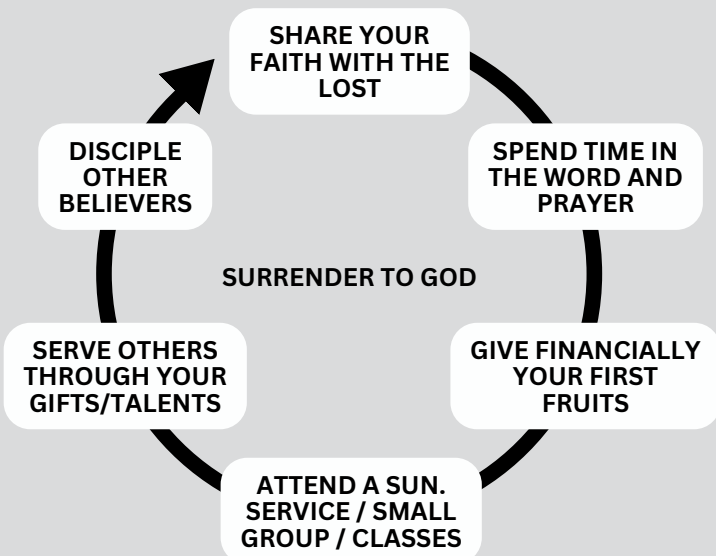 SHARE YOUR
FAITH WITH THE
LOST
SPEND TIME IN
THE WORD AND
PRAYER
GIVE FINANCIALLY
YOUR FIRST
FRUITS
ATTEND A SUN.
SERVICE / SMALL
GROUP / CLASSES
SERVE OTHERS
THROUGH YOUR
GIFTS/TALENTS
DISCIPLE
OTHER
BELIEVERS
SURRENDER TO GOD